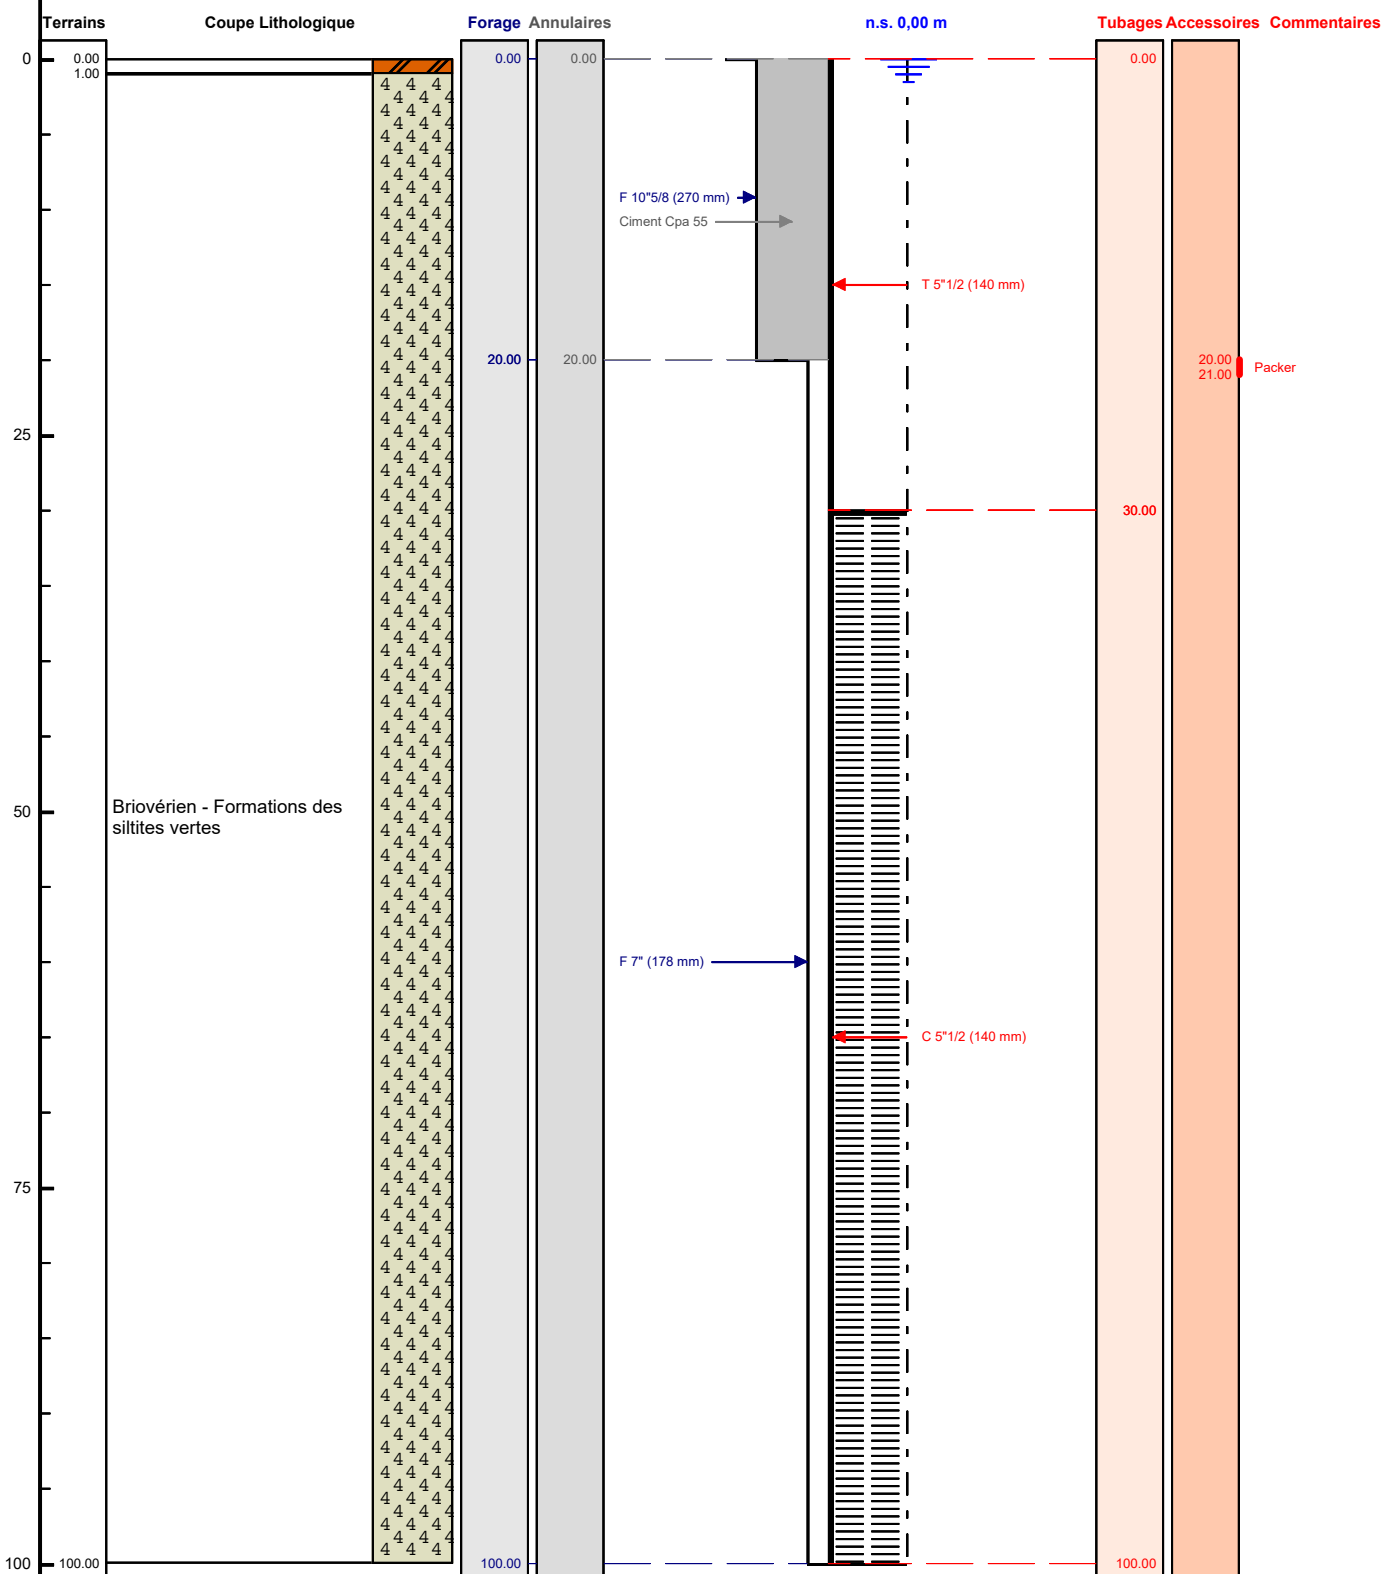 Terrains Coupe Lithologique Forage Annulaires n.s. 0,00 m Tubages Accessoires Commentaires
0 0.00 0.00 0.00 0.00
1.00
F 10"5/8 (270 mm)
Ciment Cpa 55
T 5"1/2 (140 mm)
20.00 20.00 20.00
21.00 Packer
25
30.00
50 Briovérien - Formations des
siltites vertes
F 7" (178 mm)
C 5"1/2 (140 mm)
75
100 100.00 100.00 100.00